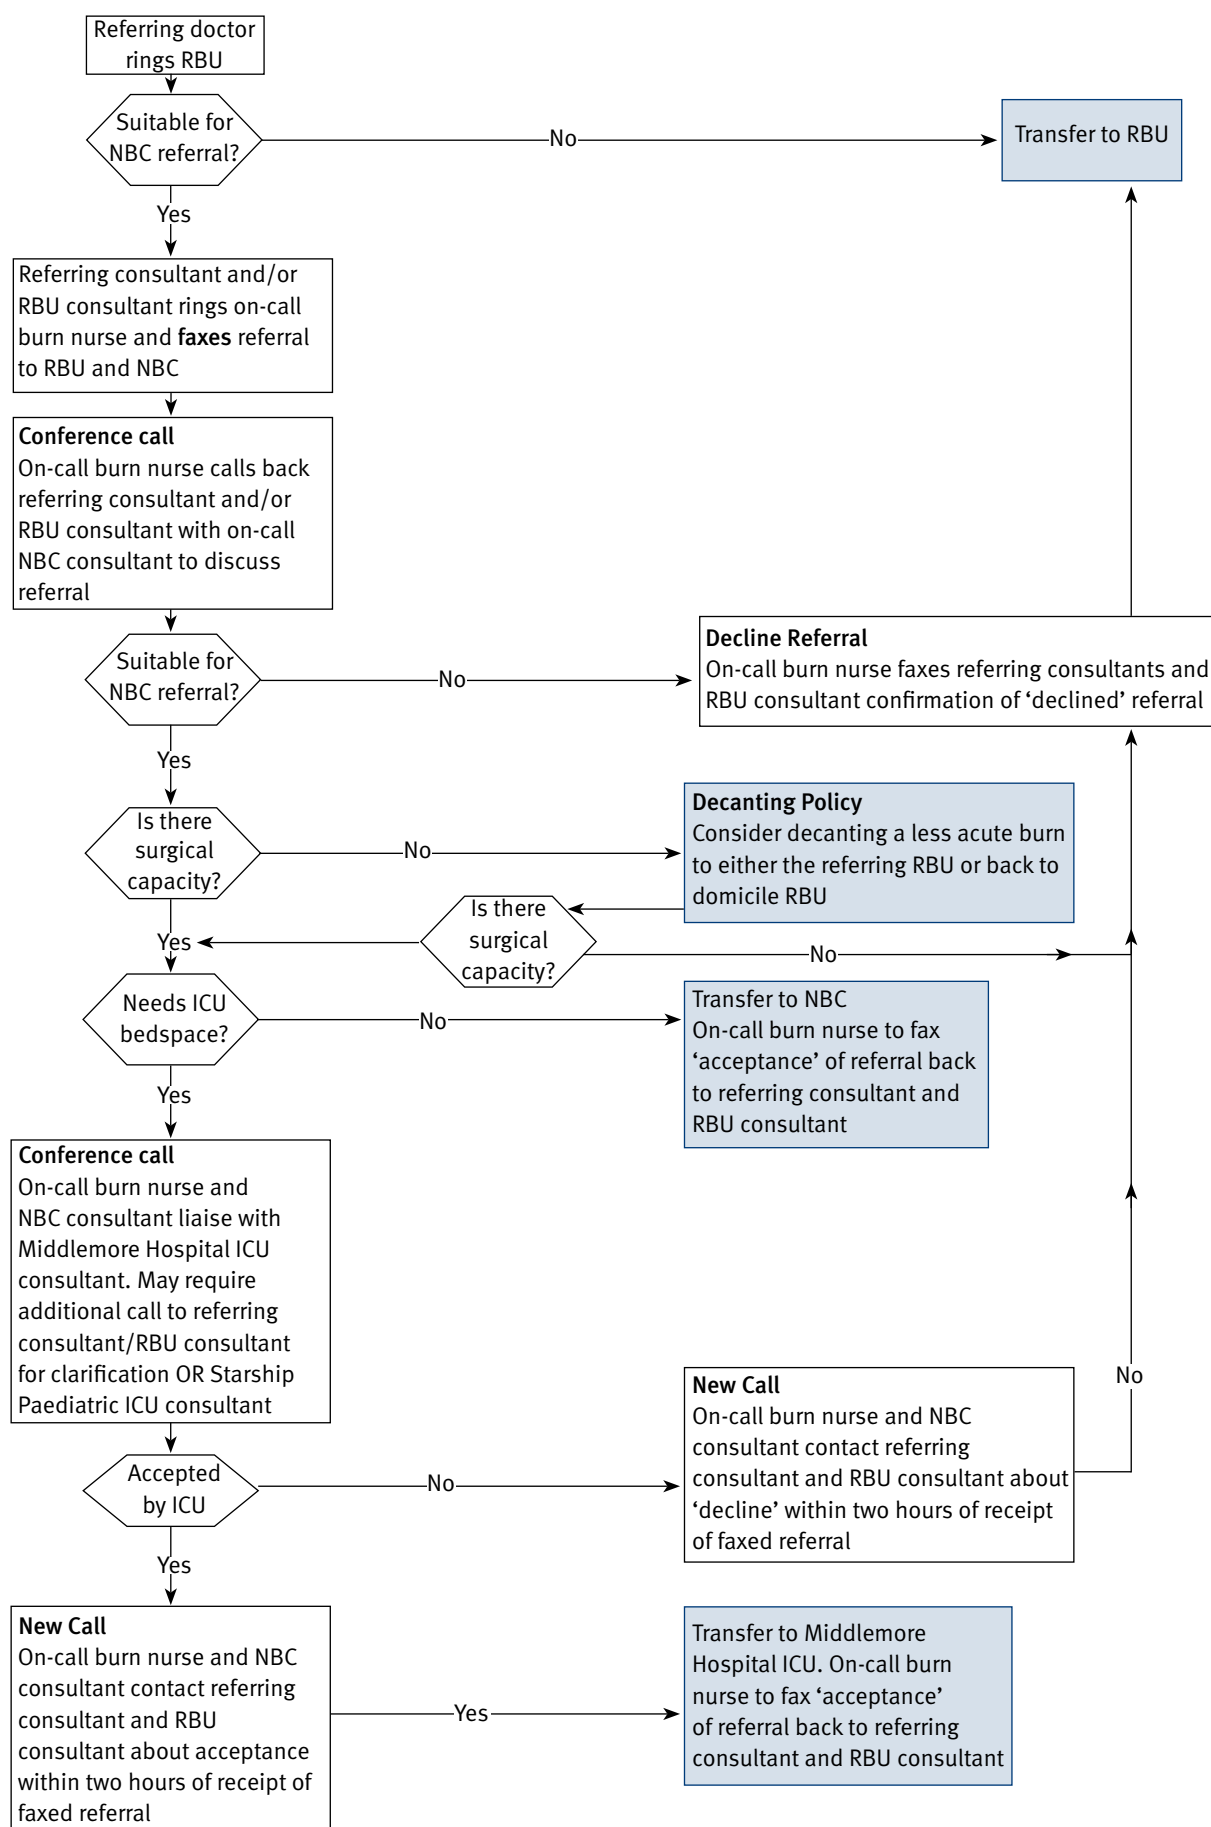 Referring doctor
rings RBU
Suitable for
NBC referral?
No
Transfer to RBU
Yes
Referring consultant and/or
RBU consultant rings on-call
burn nurse and faxes referral
to RBU and NBC
Conference call
On-call burn nurse calls back
referring consultant and/or
RBU consultant with on-call
NBC consultant to discuss
referral
Suitable for
NBC referral?
No
Decline Referral
On-call burn nurse faxes referring consultants and
RBU consultant confirmation of ‘declined’ referral
Yes
Is there
surgical
capacity?
No
Decanting Policy
Consider decanting a less acute burn
to either the referring RBU or back to
domicile RBU
Is there
surgical
capacity?
Yes
No
Needs ICU
bedspace?
No
Transfer to NBC
On-call burn nurse to fax
‘acceptance’ of referral back
to referring consultant and
RBU consultant
Yes
Conference call
On-call burn nurse and
NBC consultant liaise with
Middlemore Hospital ICU
consultant. May require
additional call to referring
consultant/RBU consultant
for clarification OR Starship
Paediatric ICU consultant
Accepted
by ICU
No
New Call
On-call burn nurse and NBC
consultant contact referring
consultant and RBU consultant about
‘decline’ within two hours of receipt
of faxed referral
No
Yes
New Call
On-call burn nurse and NBC
consultant contact referring
consultant and RBU
consultant about acceptance
within two hours of receipt of
faxed referral
Yes
Transfer to Middlemore
Hospital ICU. On-call burn
nurse to fax ‘acceptance’
of referral back to referring
consultant and RBU consultant